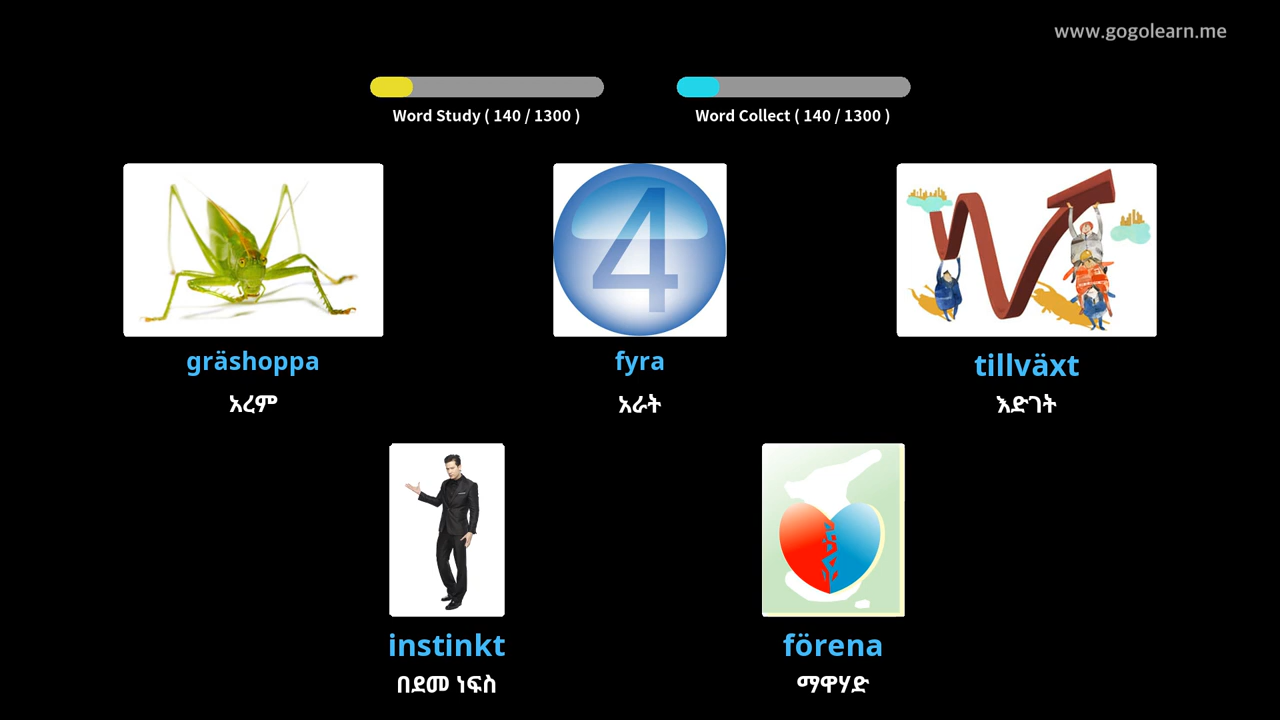 www.gogolearn.me
Word Study ( 140 / 1300 )
Word Collect ( 140 / 1300 )
4
gräshoppa
fyra
tillväxt
አረም
አራት
እድገት
instinkt
förena
በደመ ነፍስ
ማዋሃድ